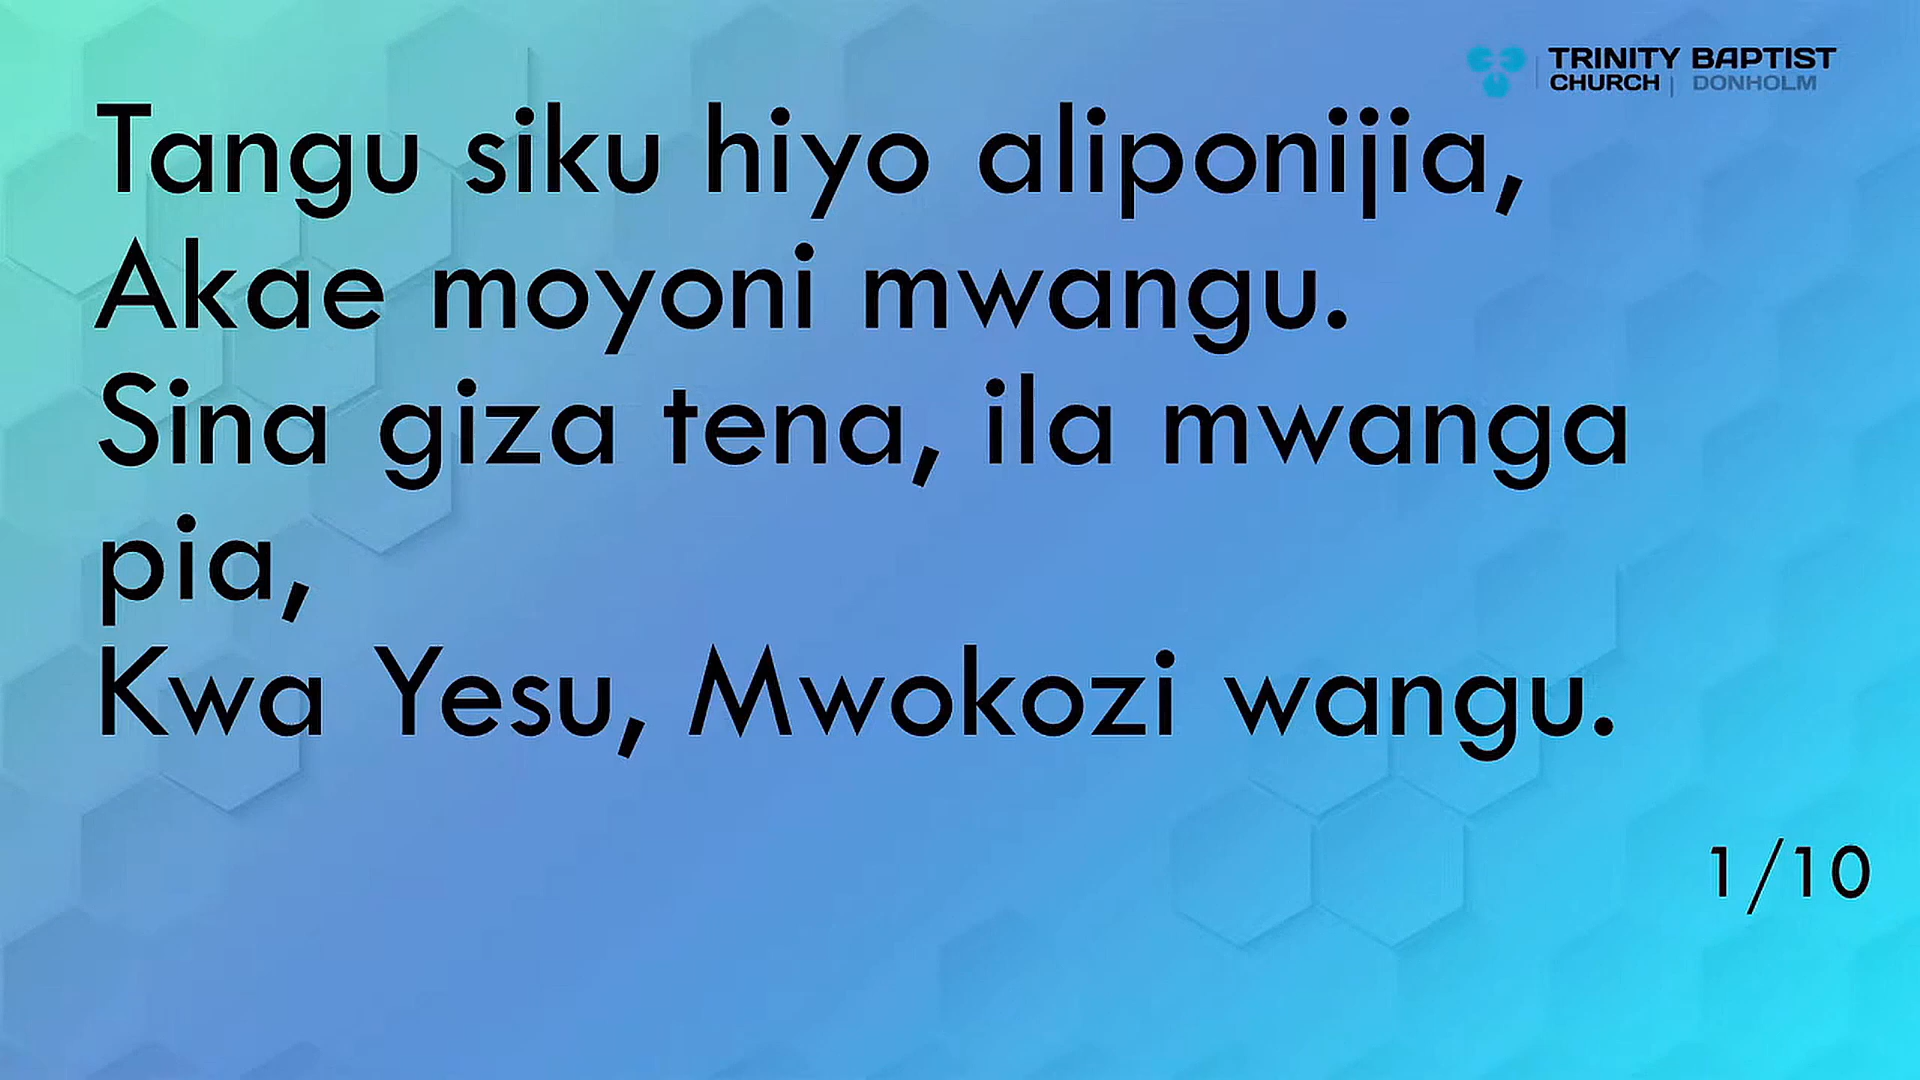 TRINITY BAPTIST
CHURCH | DONHOLM
Tangu siku hiyo aliponijia,
Akae moyoni mwangu.
Sina giza tena, ila mwanga
pia,
Kwa Yesu, Mwokozi wangu.
1/10